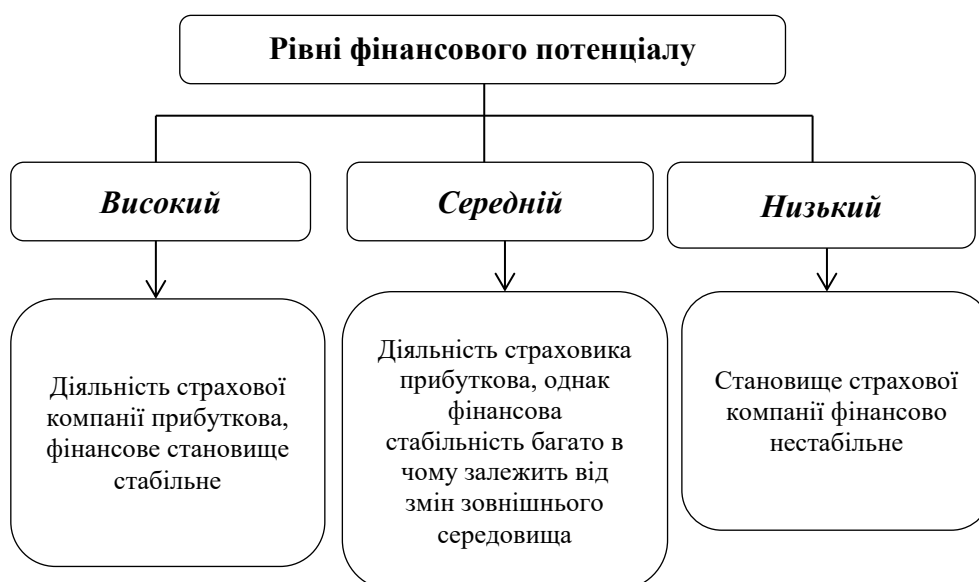 Рівні фінансового потенціалу
Високий
Середній
Низький
Діяльність страхової
компанії прибуткова,
фінансове становище
стабільне
Діяльність страховика
прибуткова, однак
фінансова
стабільність багато в
чому залежить від
змін зовнішнього
середовища
Становище страхової
компанії фінансово
нестабільне